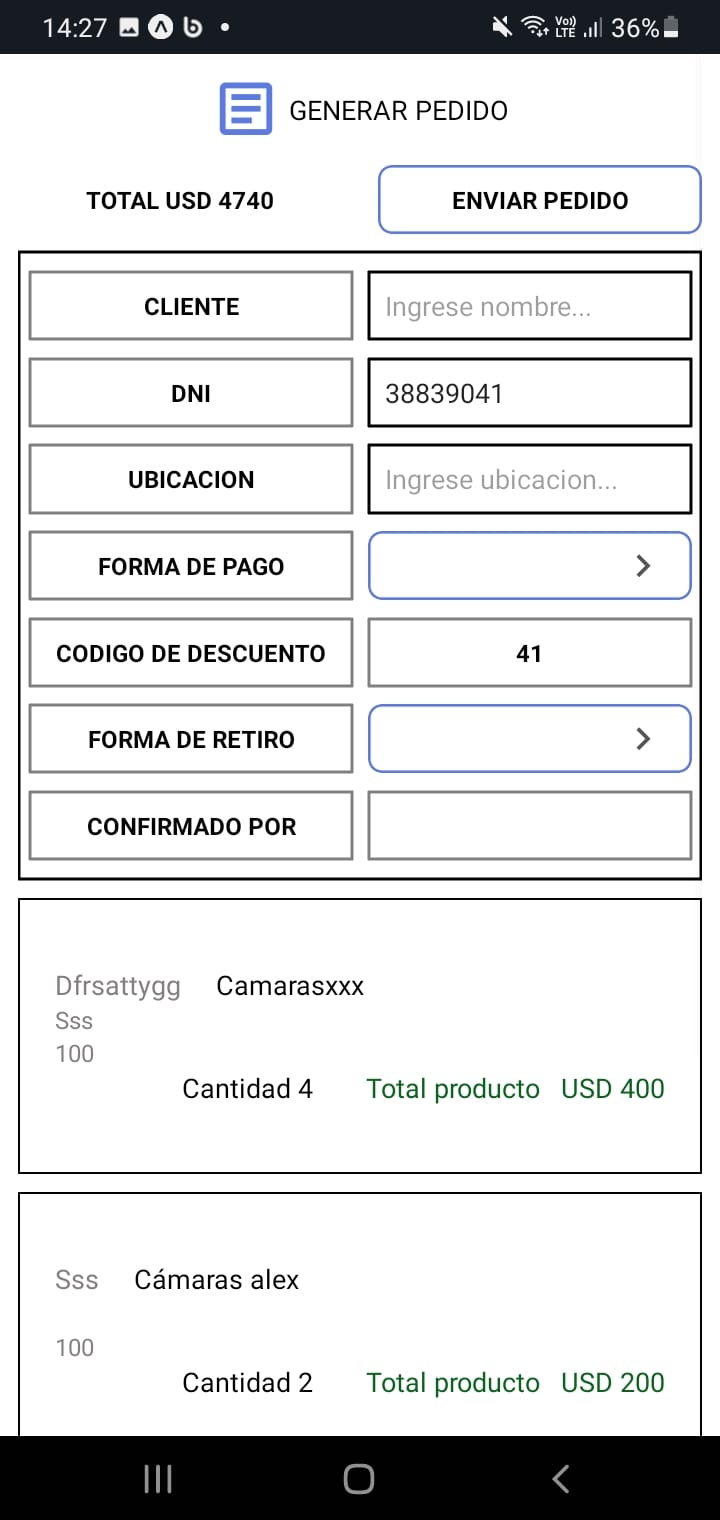 14:27 36%
Vo)) LTE
GENERAR PEDIDO
TOTAL USD 4740 ENVIAR PEDIDO
CLIENTE Ingrese nombre...
DNI 38839041
UBICACION Ingrese ubicacion...
FORMA DE PAGO
CODIGO DE DESCUENTO 41
FORMA DE RETIRO
CONFIRMADO POR
Dfrsattygg Camarasxxx
Sss
100
Cantidad 4 Total producto USD 400
Sss Cámaras alex
100
Cantidad 2 Total producto USD 200